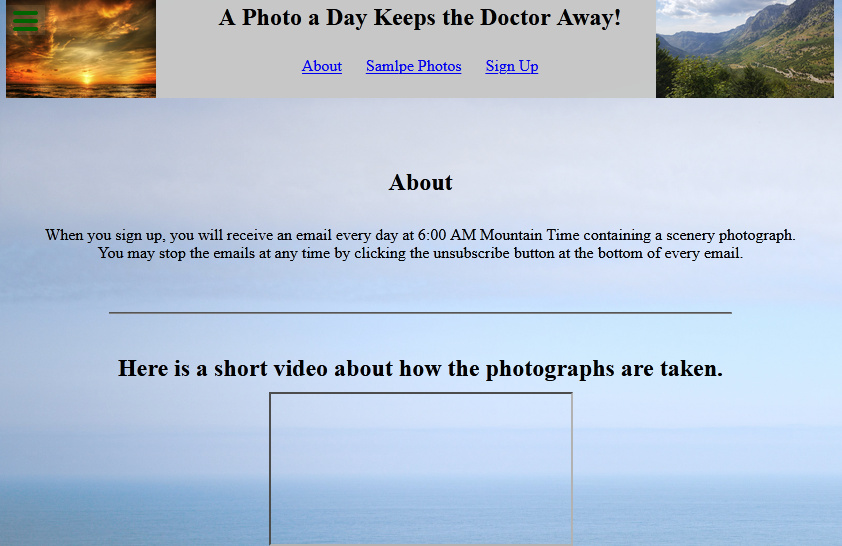 A Photo a Day Keeps the Doctor Away!
About Samlpe Photos Sign Up
About
When you sign up, you will receive an email every day at 6:00 AM Mountain Time containing a scenery photograph.
You may stop the emails at any time by clicking the unsubscribe button at the bottom of every email.
Here is a short video about how the photographs are taken.